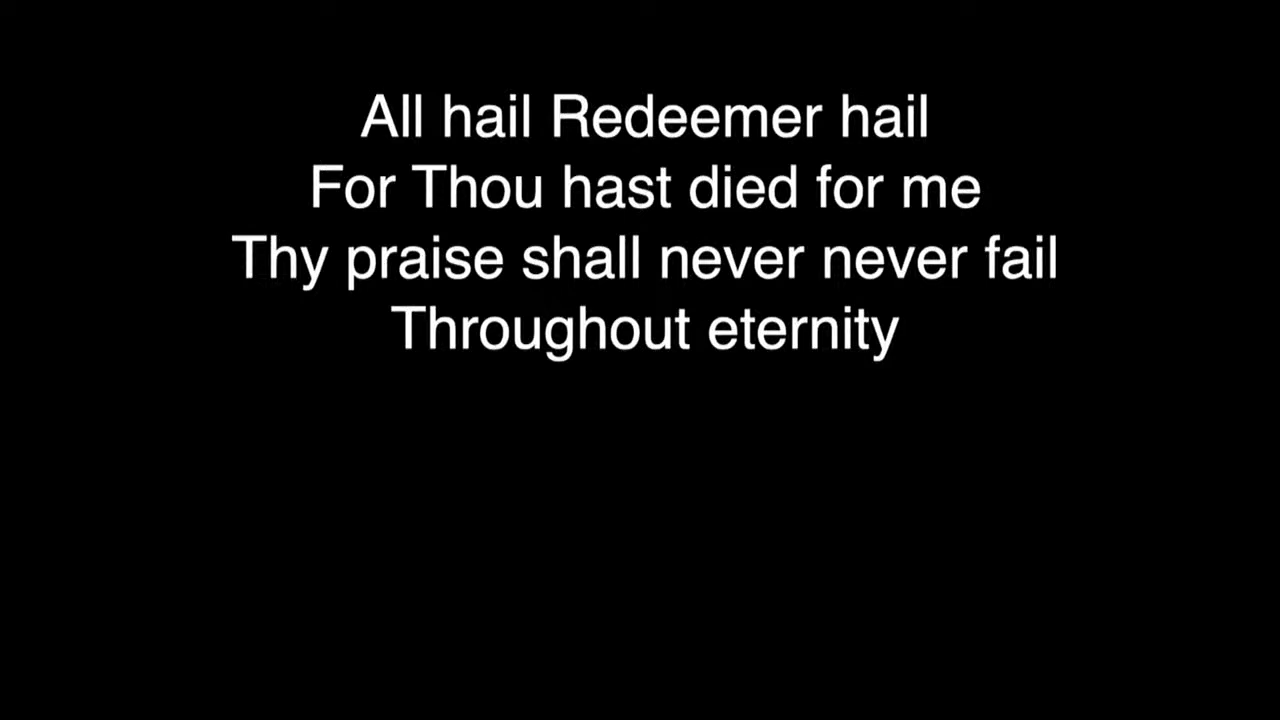 All hail Redeemer hail
For Thou hast died for me
Thy praise shall never never fail
Throughout eternity